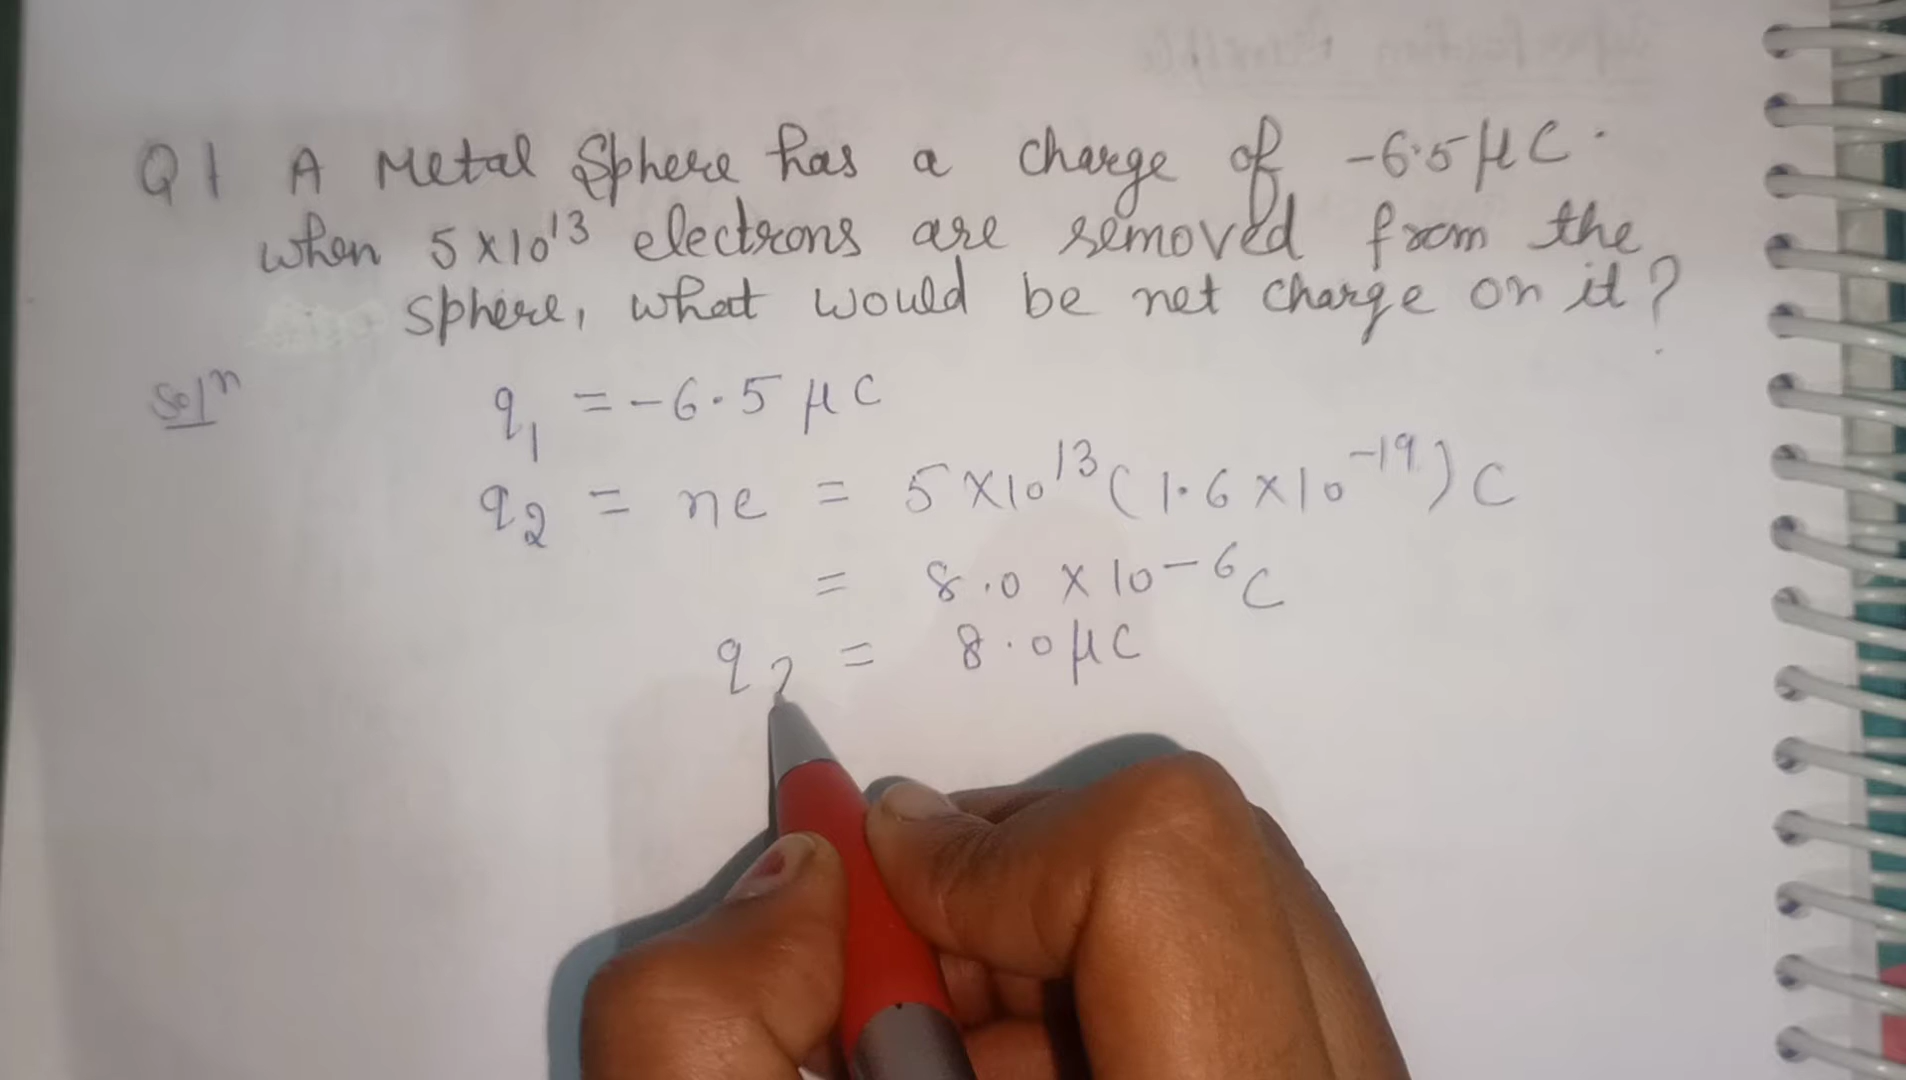 Q1 A Metal Sphere has a charge of -6.5 μC.
when 5×10¹³ electrons are removed from the
sphere, what would be net charge on it?
Solⁿ q₁ = -6.5 μC
q₂ = ne = 5×10¹³(1.6×10⁻¹⁹) C
= 8.0 × 10⁻⁶ C
q₂ = 8.0 μC